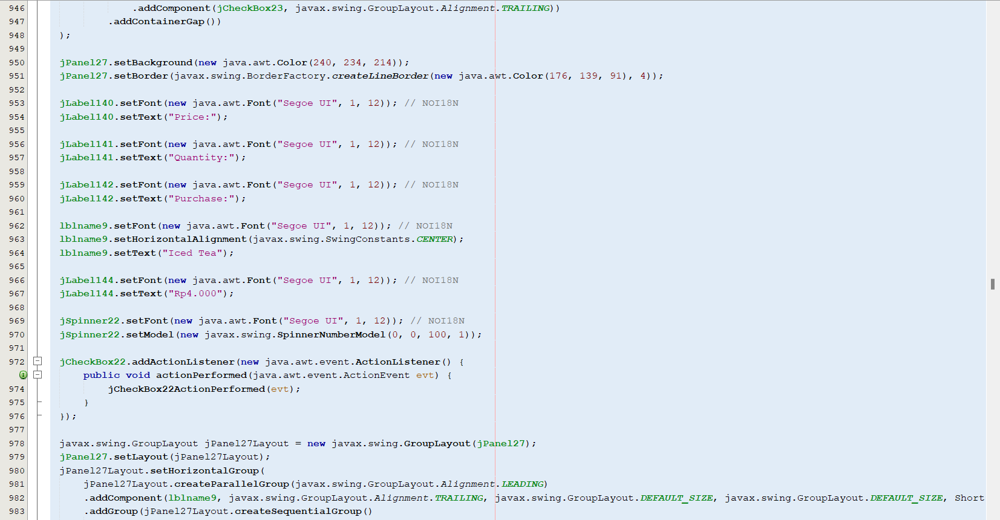 946             .addComponent(jCheckBox23, javax.swing.GroupLayout.Alignment.TRAILING))
947         .addContainerGap())
948 );
949
950 jPanel27.setBackground(new java.awt.Color(240, 234, 214));
951 jPanel27.setBorder(javax.swing.BorderFactory.createLineBorder(new java.awt.Color(176, 139, 91), 4));
952
953 jLabel140.setFont(new java.awt.Font("Segoe UI", 1, 12)); // NOI18N
954 jLabel140.setText("Price:");
955
956 jLabel141.setFont(new java.awt.Font("Segoe UI", 1, 12)); // NOI18N
957 jLabel141.setText("Quantity:");
958
959 jLabel142.setFont(new java.awt.Font("Segoe UI", 1, 12)); // NOI18N
960 jLabel142.setText("Purchase:");
961
962 lblname9.setFont(new java.awt.Font("Segoe UI", 1, 12)); // NOI18N
963 lblname9.setHorizontalAlignment(javax.swing.SwingConstants.CENTER);
964 lblname9.setText("Iced Tea");
965
966 jLabel144.setFont(new java.awt.Font("Segoe UI", 1, 12)); // NOI18N
967 jLabel144.setText("Rp4.000");
968
969 jSpinner22.setFont(new java.awt.Font("Segoe UI", 1, 12)); // NOI18N
970 jSpinner22.setModel(new javax.swing.SpinnerNumberModel(0, 0, 100, 1));
971
972 jCheckBox22.addActionListener(new java.awt.event.ActionListener() {
    public void actionPerformed(java.awt.event.ActionEvent evt) {
974         jCheckBox22ActionPerformed(evt);
975     }
976 });
977
978 javax.swing.GroupLayout jPanel27Layout = new javax.swing.GroupLayout(jPanel27);
979 jPanel27.setLayout(jPanel27Layout);
980 jPanel27Layout.setHorizontalGroup(
981     jPanel27Layout.createParallelGroup(javax.swing.GroupLayout.Alignment.LEADING)
982     .addComponent(lblname9, javax.swing.GroupLayout.Alignment.TRAILING, javax.swing.GroupLayout.DEFAULT_SIZE, javax.swing.GroupLayout.DEFAULT_SIZE, Short
983     .addGroup(jPanel27Layout.createSequentialGroup()